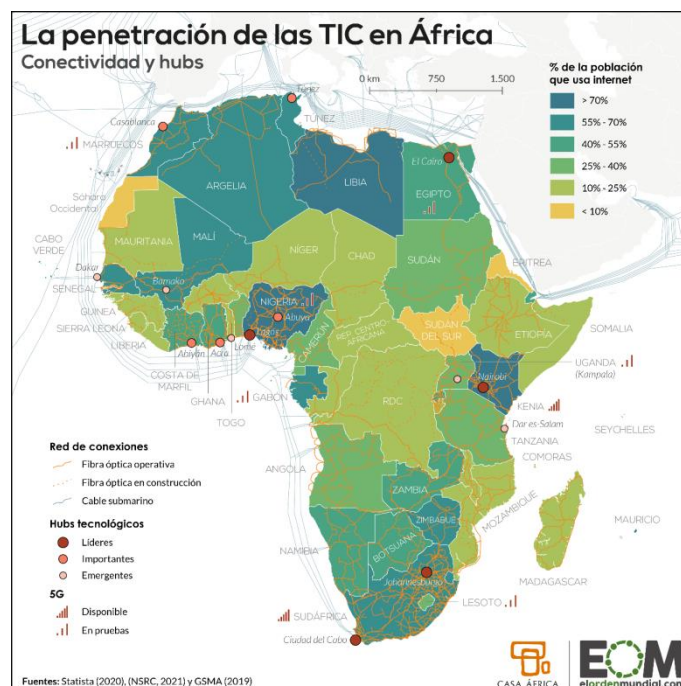 La penetración de las TIC en África
Conectividad y hubs
0 km 750 1.500
% de la población
que usa internet
> 70%
55% - 70%
40% - 55%
25% - 40%
10% - 25%
< 10%
Túnez
TÚNEZ
Casablanca
MARRUECOS
ARGELIA
LIBIA
El Cairo
EGIPTO
Sáhara
Occidental
CABO
VERDE
MAURITANIA
MALÍ
NÍGER
CHAD
SUDÁN
ERITREA
Dakar
SENEGAL
Bamako
NIGERIA
Abuya
GUINEA
SIERRA LEONA
LIBERIA
Abiyán
Acra
Lomé
Lagos
CAMERÚN
REP. CENTRO-
AFRICANA
SUDÁN
DEL SUR
ETIOPÍA
SOMALIA
COSTA DE
MARFIL
GHANA
TOGO
GABÓN
UGANDA
(Kampala)
Nairobi
KENIA
RDC
Dar es-Salam
TANZANIA
SEYCHELLES
COMORAS
ANGOLA
ZAMBIA
MOZAMBIQUE
ZIMBABUE
NAMIBIA
BOTSUANA
MAURICIO
MADAGASCAR
Johannesburgo
LESOTO
SUDÁFRICA
Ciudad del Cabo
Red de conexiones
Fibra óptica operativa
Fibra óptica en construcción
Cable submarino
Hubs tecnológicos
Líderes
Importantes
Emergentes
5G
Disponible
En pruebas
Fuentes: Statista (2020), (NSRC, 2021) y GSMA (2019)
CASA ÁFRICA
EOM
elordenmundial.com